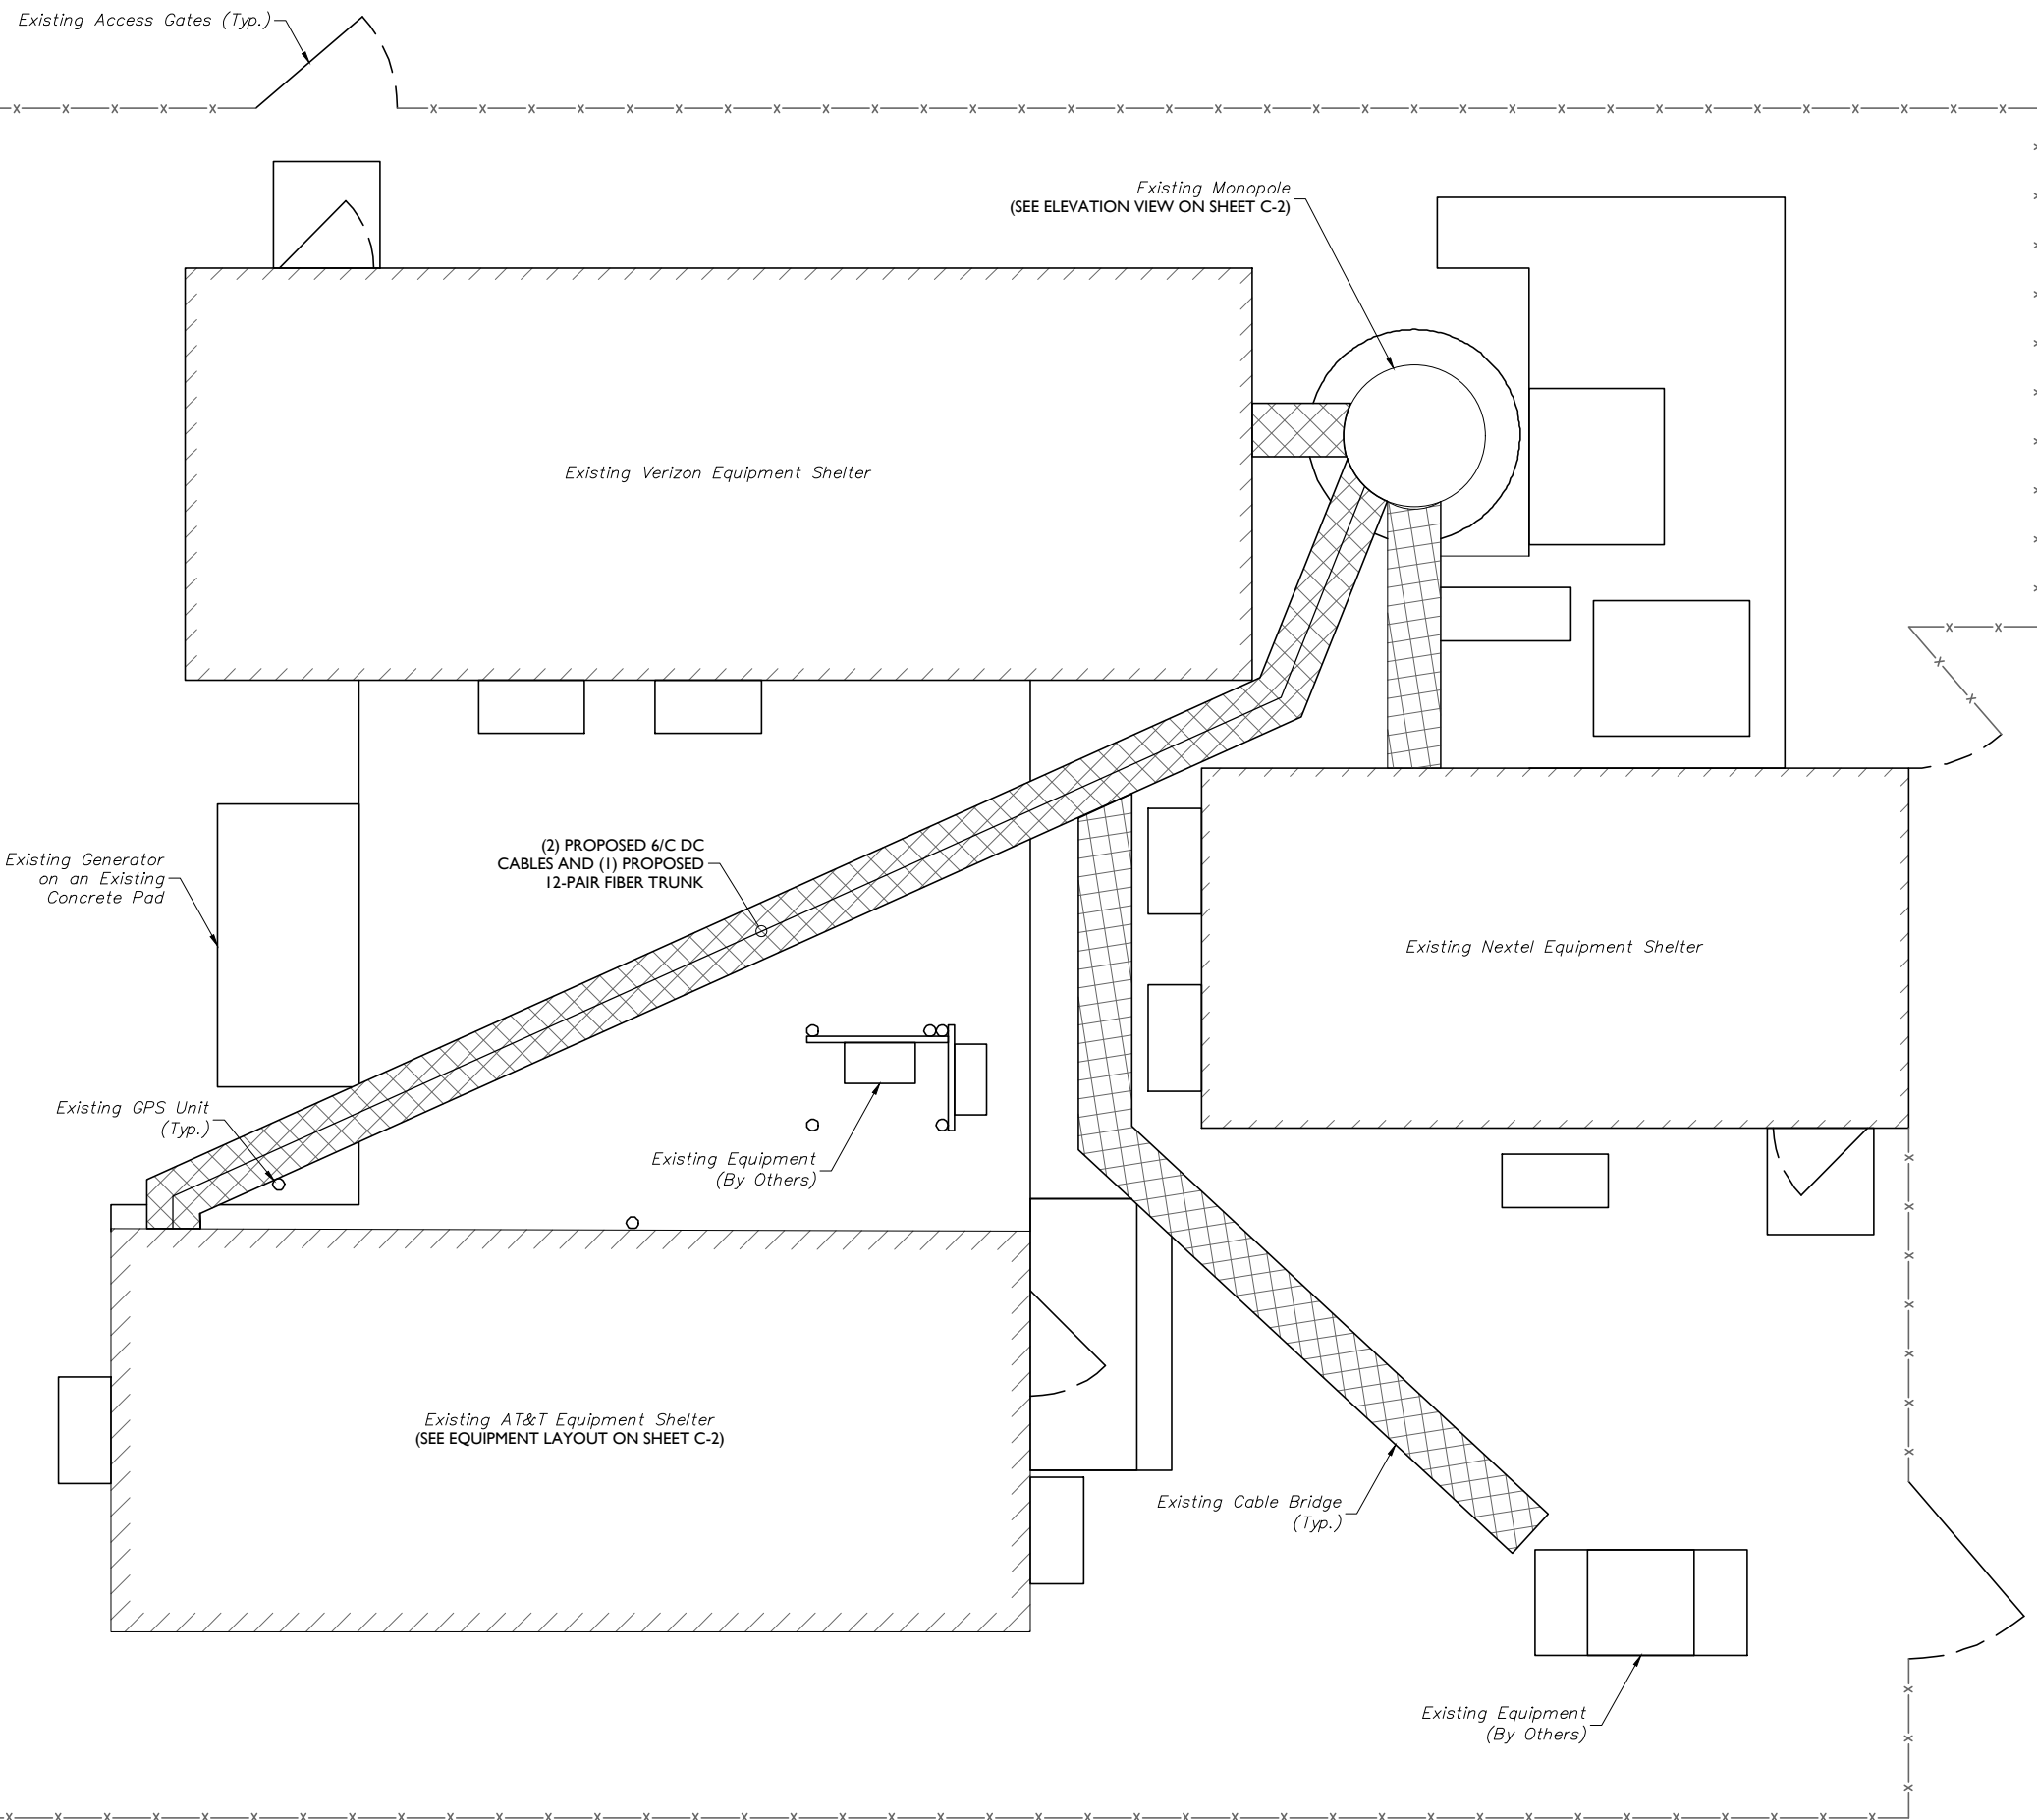 Existing Access Gates (Typ.)
Existing Monopole
(SEE ELEVATION VIEW ON SHEET C-2)
Existing Verizon Equipment Shelter
(2) PROPOSED 6/C DC
CABLES AND (1) PROPOSED
12-PAIR FIBER TRUNK
Existing Generator
on an Existing
Concrete Pad
Existing Nextel Equipment Shelter
Existing GPS Unit
(Typ.)
Existing Equipment
(By Others)
Existing AT&T Equipment Shelter
(SEE EQUIPMENT LAYOUT ON SHEET C-2)
Existing Cable Bridge
(Typ.)
Existing Equipment
(By Others)